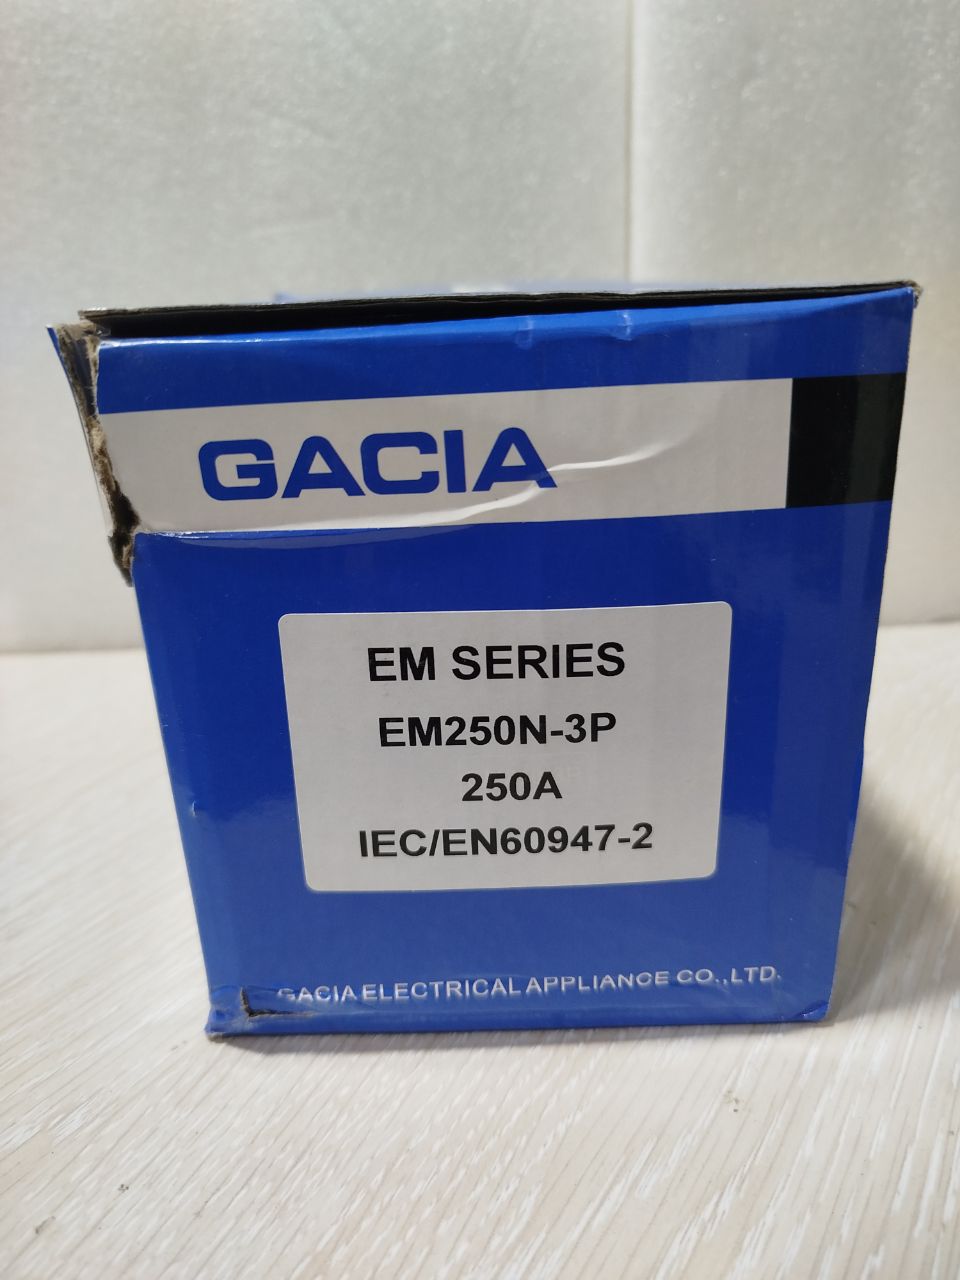 GACIA
EM SERIES
EM250N-3P
250A
IEC/EN60947-2
GACIA ELECTRICAL APPLIANCE CO.,LTD.